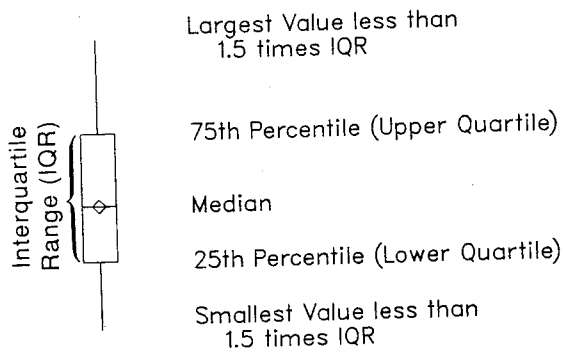 Largest Value less than
1.5 times IQR
75th Percentile (Upper Quartile)
Interquartile
Range (IQR)
Median
25th Percentile (Lower Quartile)
Smallest Value less than
1.5 times IQR